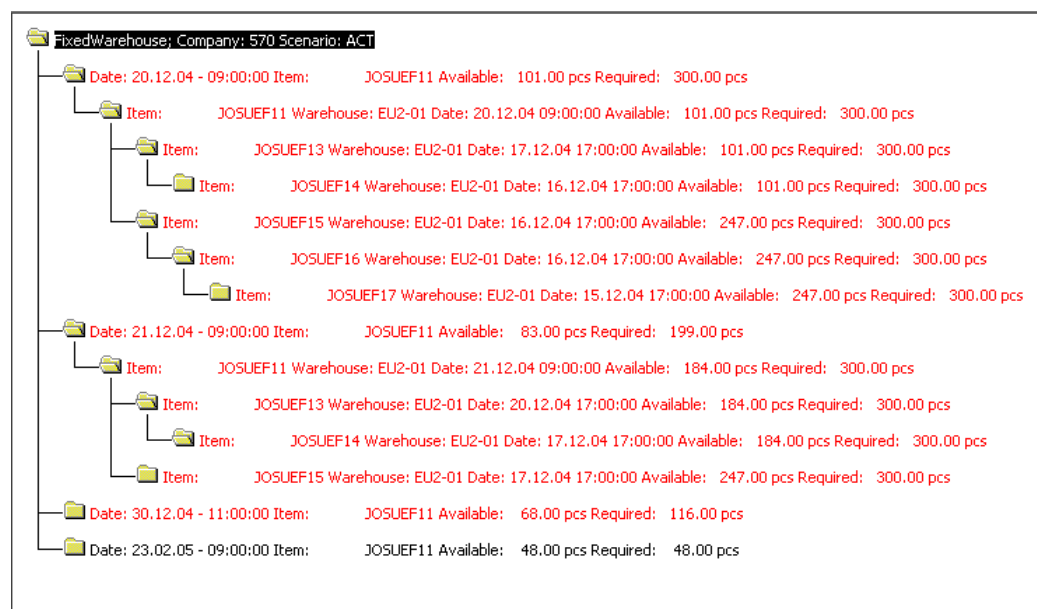 FixedWarehouse; Company: 570 Scenario: ACT
Date: 20.12.04 - 09:00:00 Item: JOSUEF11 Available: 101.00 pcs Required: 300.00 pcs
Item: JOSUEF11 Warehouse: EU2-01 Date: 20.12.04 09:00:00 Available: 101.00 pcs Required: 300.00 pcs
Item: JOSUEF13 Warehouse: EU2-01 Date: 17.12.04 17:00:00 Available: 101.00 pcs Required: 300.00 pcs
Item: JOSUEF14 Warehouse: EU2-01 Date: 16.12.04 17:00:00 Available: 101.00 pcs Required: 300.00 pcs
Item: JOSUEF15 Warehouse: EU2-01 Date: 16.12.04 17:00:00 Available: 247.00 pcs Required: 300.00 pcs
Item: JOSUEF16 Warehouse: EU2-01 Date: 16.12.04 17:00:00 Available: 247.00 pcs Required: 300.00 pcs
Item: JOSUEF17 Warehouse: EU2-01 Date: 15.12.04 17:00:00 Available: 247.00 pcs Required: 300.00 pcs
Date: 21.12.04 - 09:00:00 Item: JOSUEF11 Available: 83.00 pcs Required: 199.00 pcs
Item: JOSUEF11 Warehouse: EU2-01 Date: 21.12.04 09:00:00 Available: 184.00 pcs Required: 300.00 pcs
Item: JOSUEF13 Warehouse: EU2-01 Date: 20.12.04 17:00:00 Available: 184.00 pcs Required: 300.00 pcs
Item: JOSUEF14 Warehouse: EU2-01 Date: 17.12.04 17:00:00 Available: 184.00 pcs Required: 300.00 pcs
Item: JOSUEF15 Warehouse: EU2-01 Date: 17.12.04 17:00:00 Available: 247.00 pcs Required: 300.00 pcs
Date: 30.12.04 - 11:00:00 Item: JOSUEF11 Available: 68.00 pcs Required: 116.00 pcs
Date: 23.02.05 - 09:00:00 Item: JOSUEF11 Available: 48.00 pcs Required: 48.00 pcs